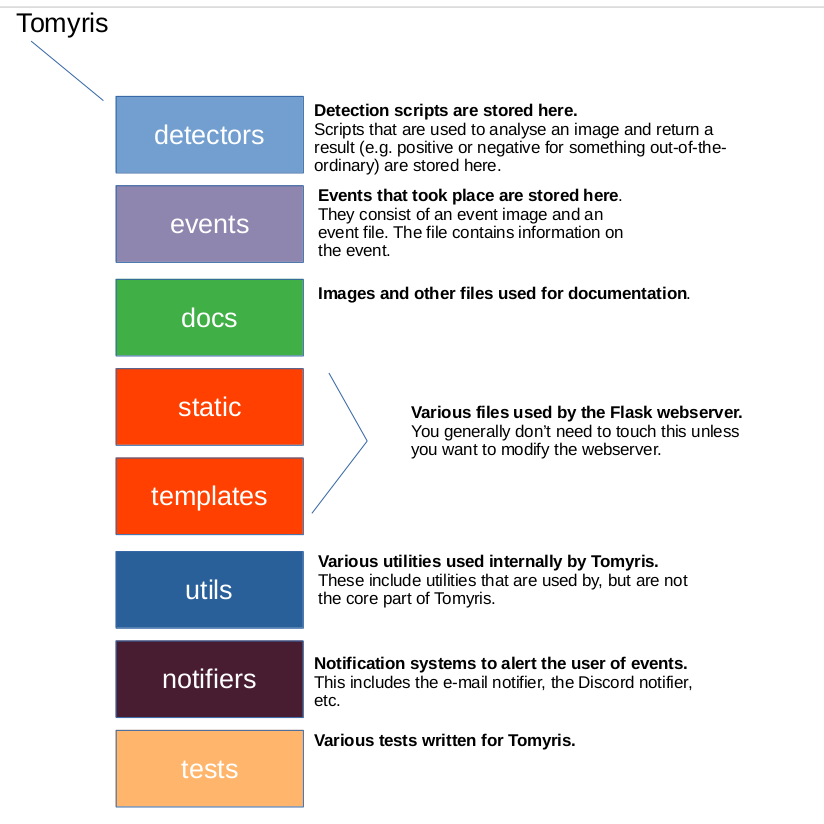 Tomyris
detectors
Detection scripts are stored here.
Scripts that are used to analyse an image and return a
result (e.g. positive or negative for something out-of-the-
ordinary) are stored here.
events
Events that took place are stored here.
They consist of an event image and an
event file. The file contains information on
the event.
docs
Images and other files used for documentation.
static
templates
Various files used by the Flask webserver.
You generally don’t need to touch this unless
you want to modify the webserver.
utils
Various utilities used internally by Tomyris.
These include utilities that are used by, but are not
the core part of Tomyris.
notifiers
Notification systems to alert the user of events.
This includes the e-mail notifier, the Discord notifier,
etc.
tests
Various tests written for Tomyris.